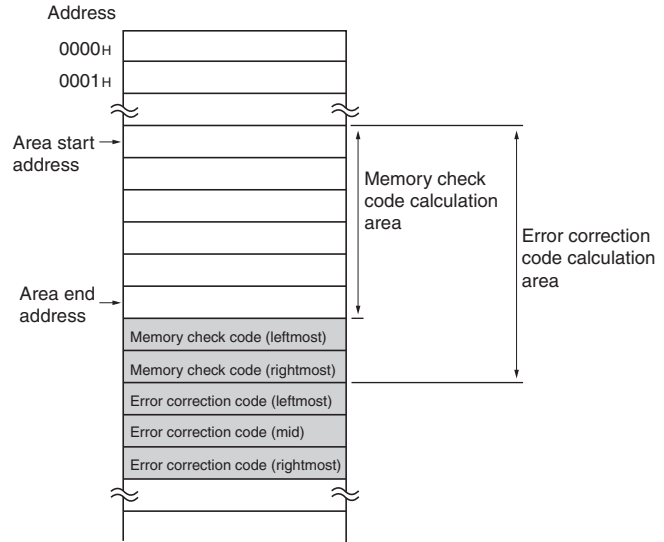 Address
0000H
0001H
Area start
address
Memory check
code calculation
area
Error correction
code calculation
area
Area end
address
Memory check code (leftmost)
Memory check code (rightmost)
Error correction code (leftmost)
Error correction code (mid)
Error correction code (rightmost)